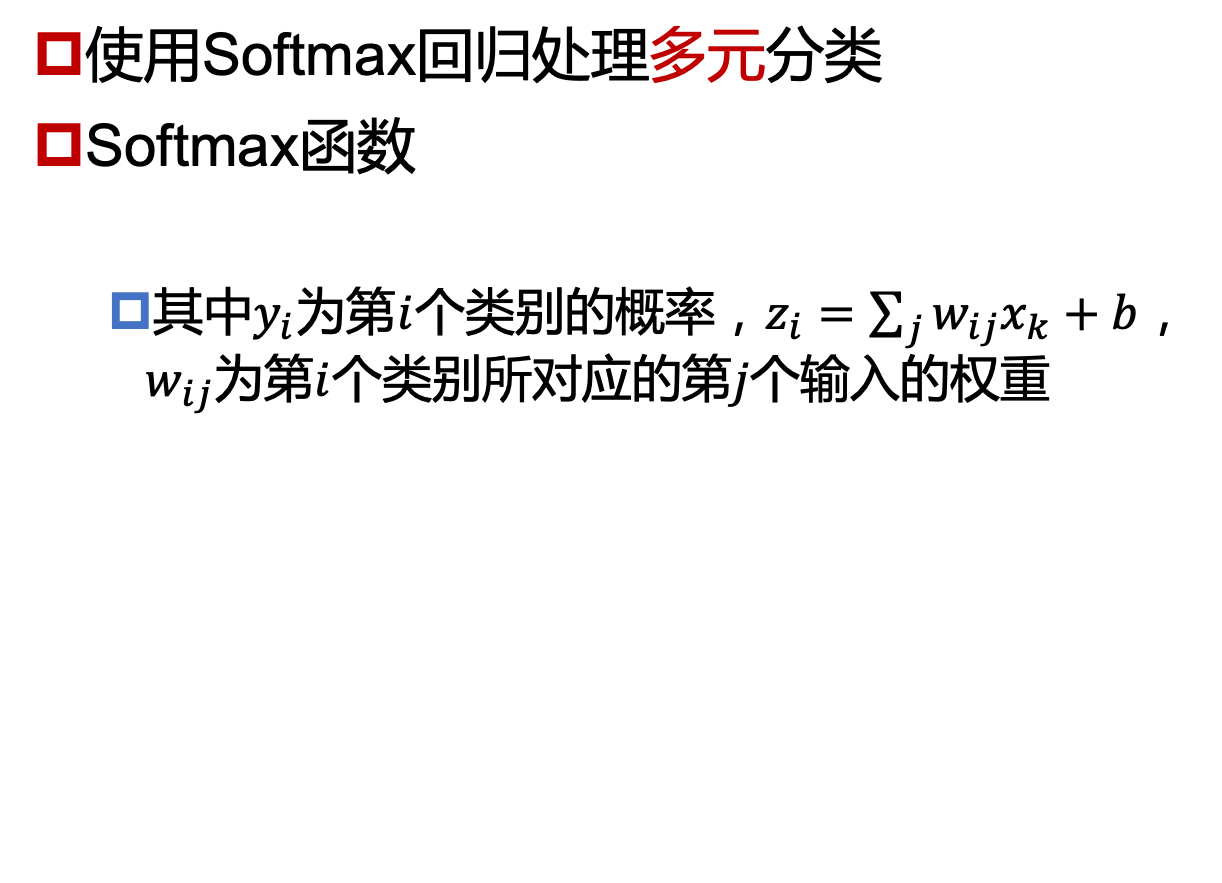 使用Softmax回归处理多元分类
Softmax函数
其中𝑦ᵢ为第𝑖个类别的概率，𝑧ᵢ = ∑ⱼ 𝑤ᵢⱼ𝑥ₖ + 𝑏，
𝑤ᵢⱼ为第𝑖个类别所对应的第𝑗个输入的权重